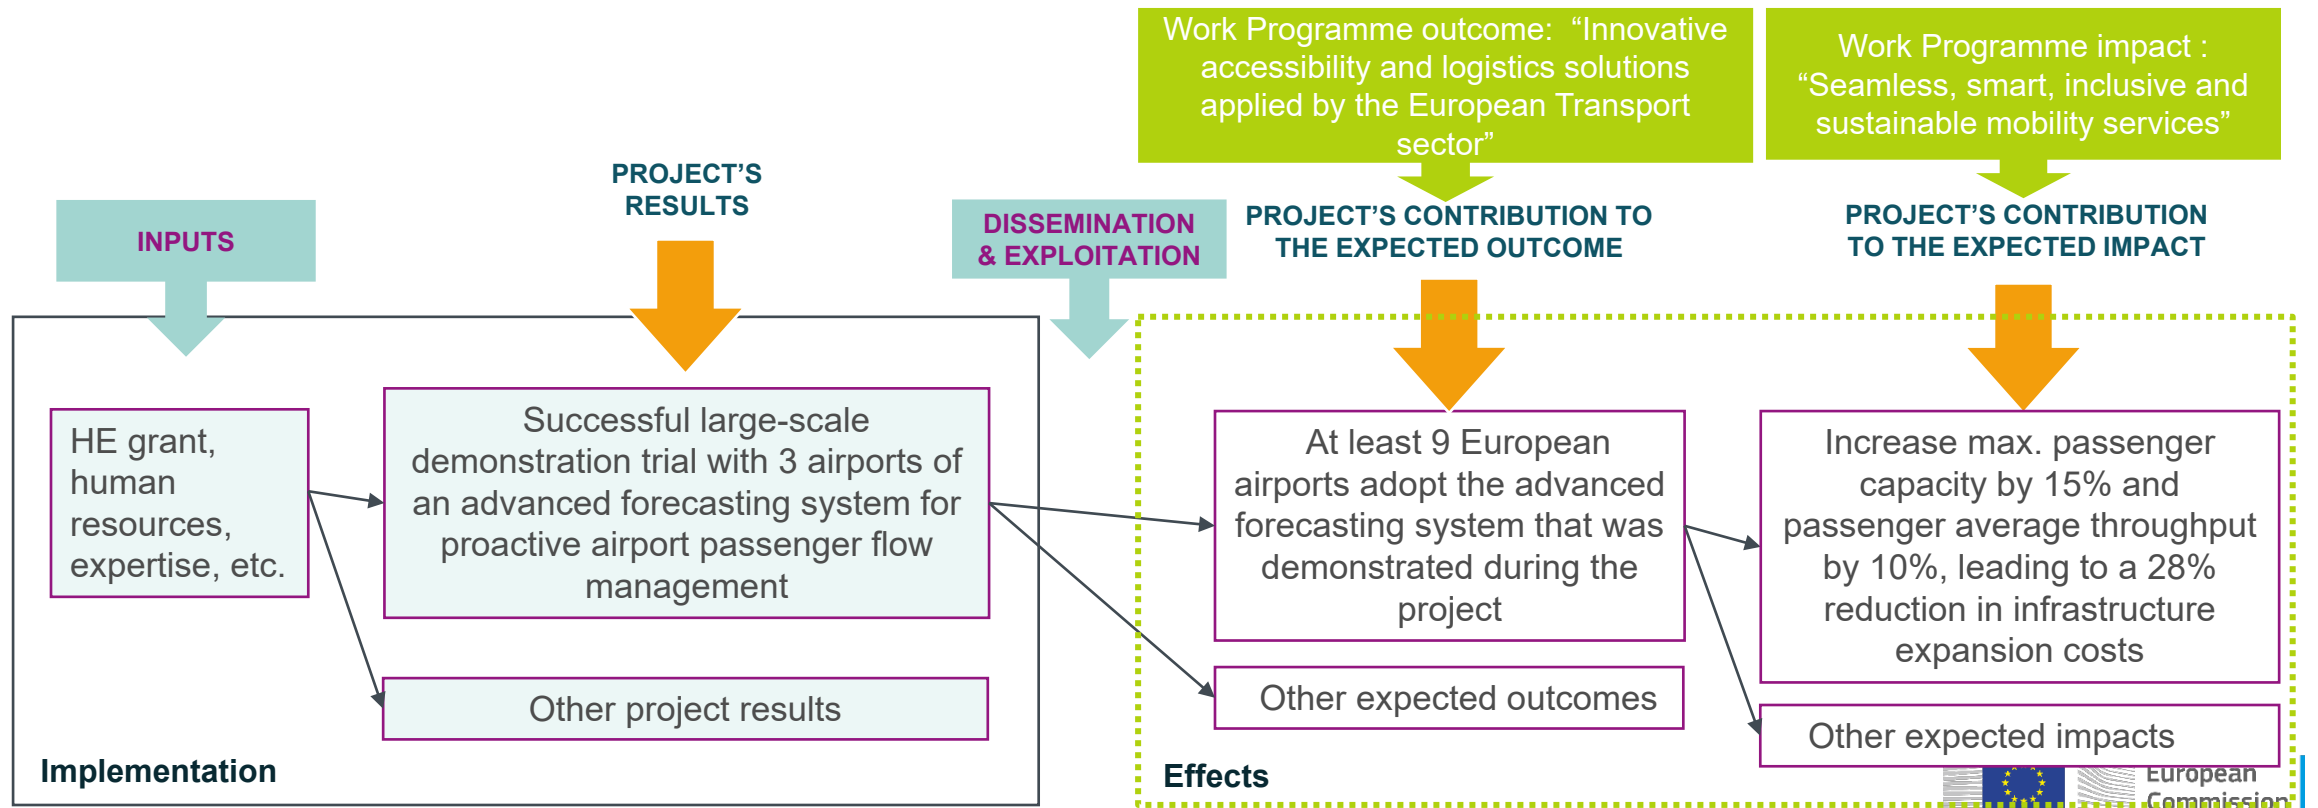 Work Programme outcome: “Innovative
accessibility and logistics solutions
applied by the European Transport
sector”
Work Programme impact :
“Seamless, smart, inclusive and
sustainable mobility services”
PROJECT’S
RESULTS
INPUTS
DISSEMINATION
& EXPLOITATION
PROJECT’S CONTRIBUTION TO
THE EXPECTED OUTCOME
PROJECT’S CONTRIBUTION
TO THE EXPECTED IMPACT
HE grant,
human
resources,
expertise, etc.
Successful large-scale
demonstration trial with 3 airports of
an advanced forecasting system for
proactive airport passenger flow
management
Other project results
Implementation
At least 9 European
airports adopt the advanced
forecasting system that was
demonstrated during the
project
Other expected outcomes
Increase max. passenger
capacity by 15% and
passenger average throughput
by 10%, leading to a 28%
reduction in infrastructure
expansion costs
Other expected impacts
Effects
European
Commission